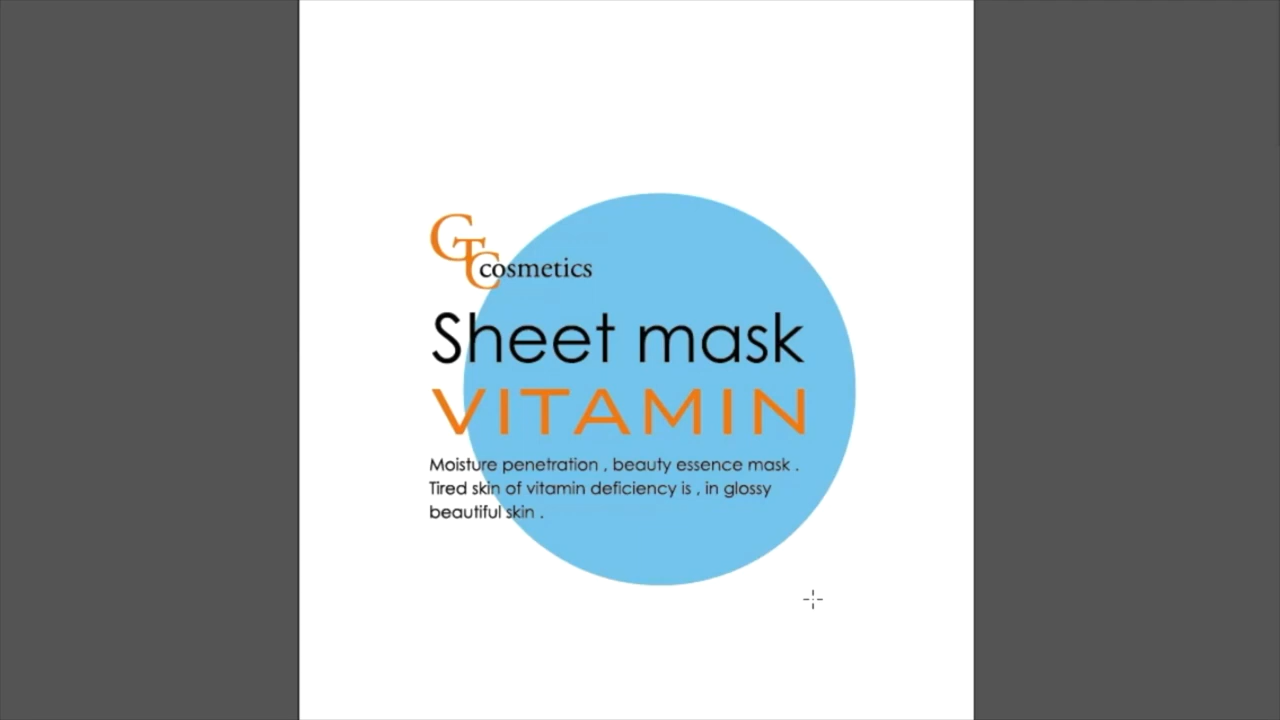 GTC cosmetics
Sheet mask
VITAMIN
Moisture penetration , beauty essence mask .
Tired skin of vitamin deficiency is , in glossy
beautiful skin .